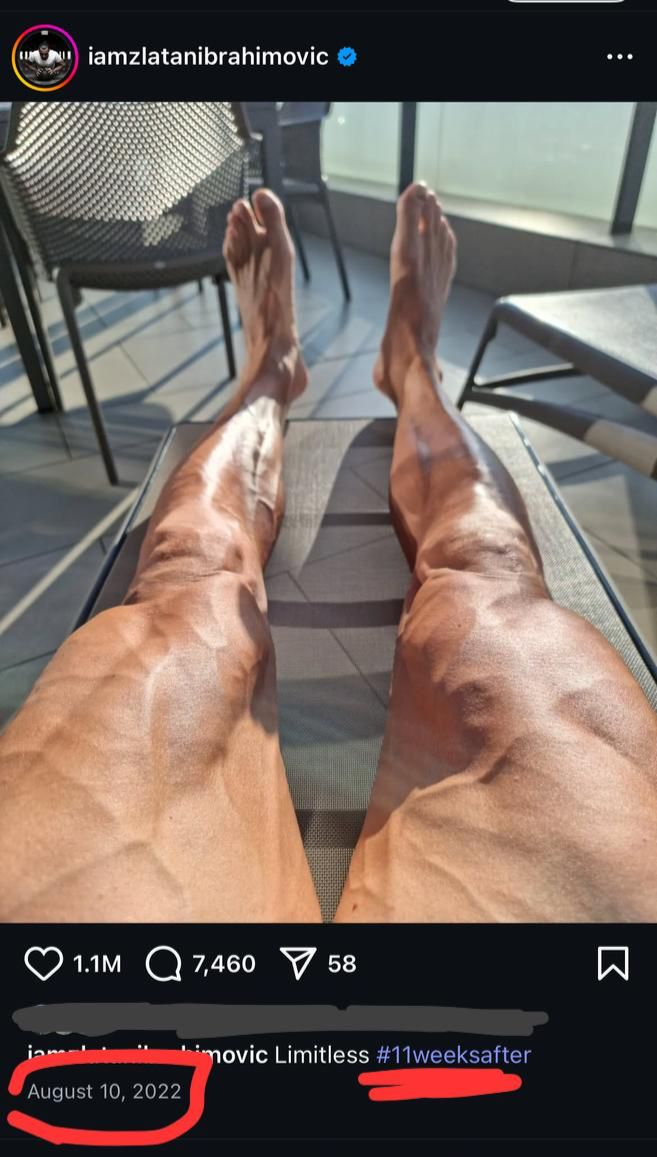 iamzlatanibrahimovic
1.1M 7,460 58
Limitless #11weeksafter
August 10, 2022